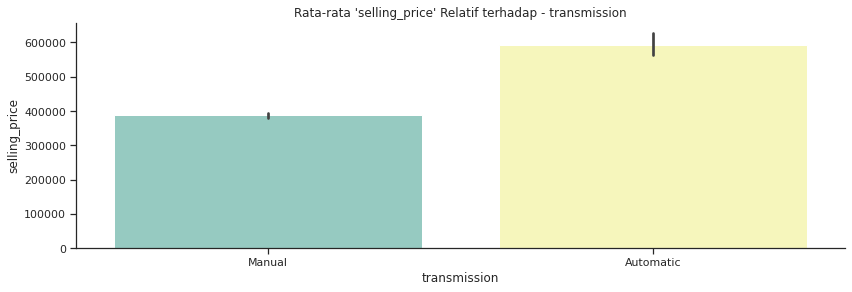 Rata-rata 'selling_price' Relatif terhadap - transmission
600000
500000
400000
300000
200000
100000
0
selling_price
Manual
Automatic
transmission